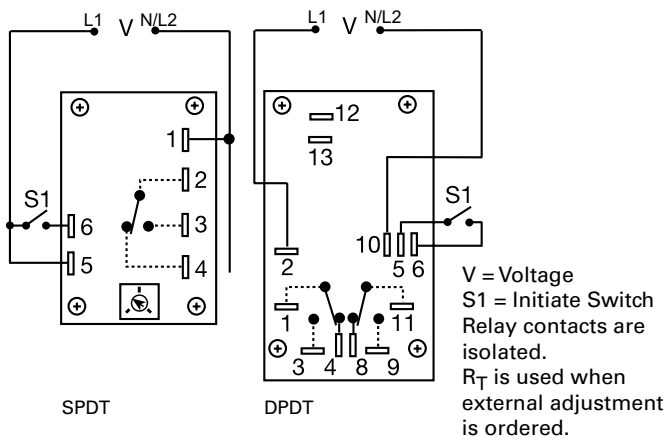 L1 V N/L2
L1 V N/L2
1
2
3
4
S1
6
5
12
13
S1
10 5 6
2
1
11
3 4 8 9
V = Voltage
S1 = Initiate Switch
Relay contacts are
isolated.
RT is used when
external adjustment
is ordered.
SPDT
DPDT